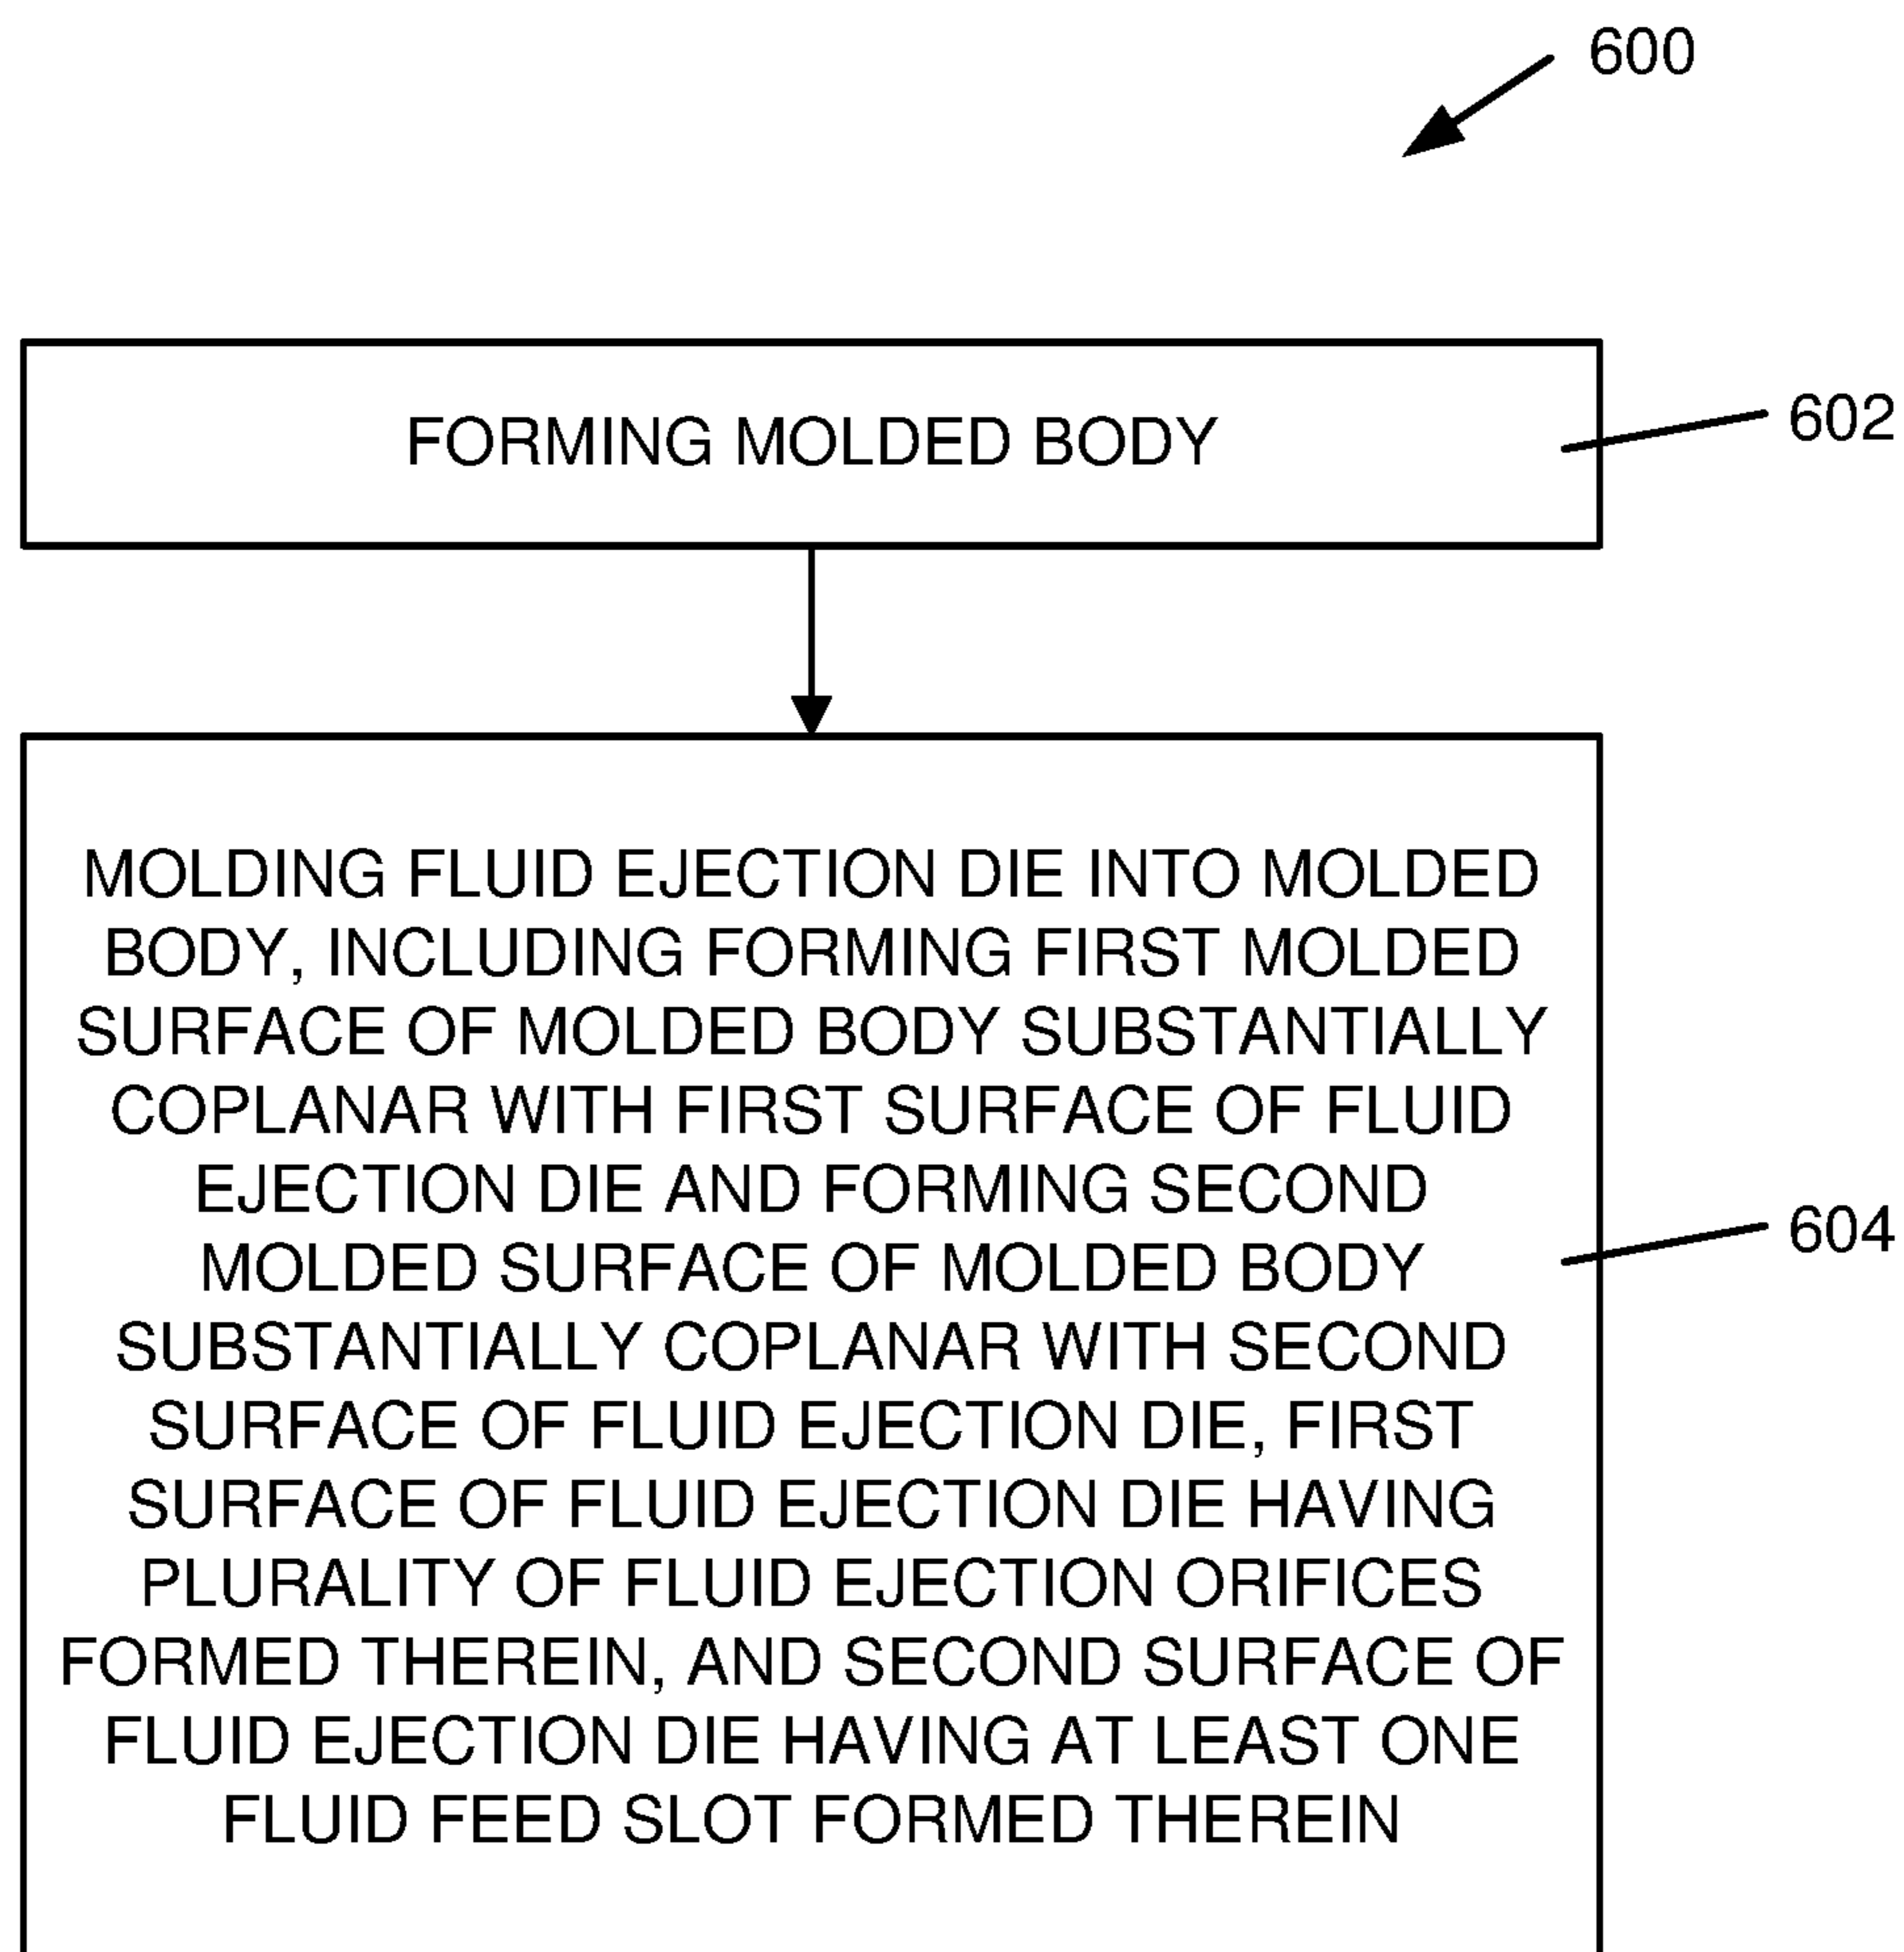 600
FORMING MOLDED BODY
602
MOLDING FLUID EJECTION DIE INTO MOLDED
BODY, INCLUDING FORMING FIRST MOLDED
SURFACE OF MOLDED BODY SUBSTANTIALLY
COPLANAR WITH FIRST SURFACE OF FLUID
EJECTION DIE AND FORMING SECOND
MOLDED SURFACE OF MOLDED BODY
SUBSTANTIALLY COPLANAR WITH SECOND
SURFACE OF FLUID EJECTION DIE, FIRST
SURFACE OF FLUID EJECTION DIE HAVING
PLURALITY OF FLUID EJECTION ORIFICES
FORMED THEREIN, AND SECOND SURFACE OF
FLUID EJECTION DIE HAVING AT LEAST ONE
FLUID FEED SLOT FORMED THEREIN
604